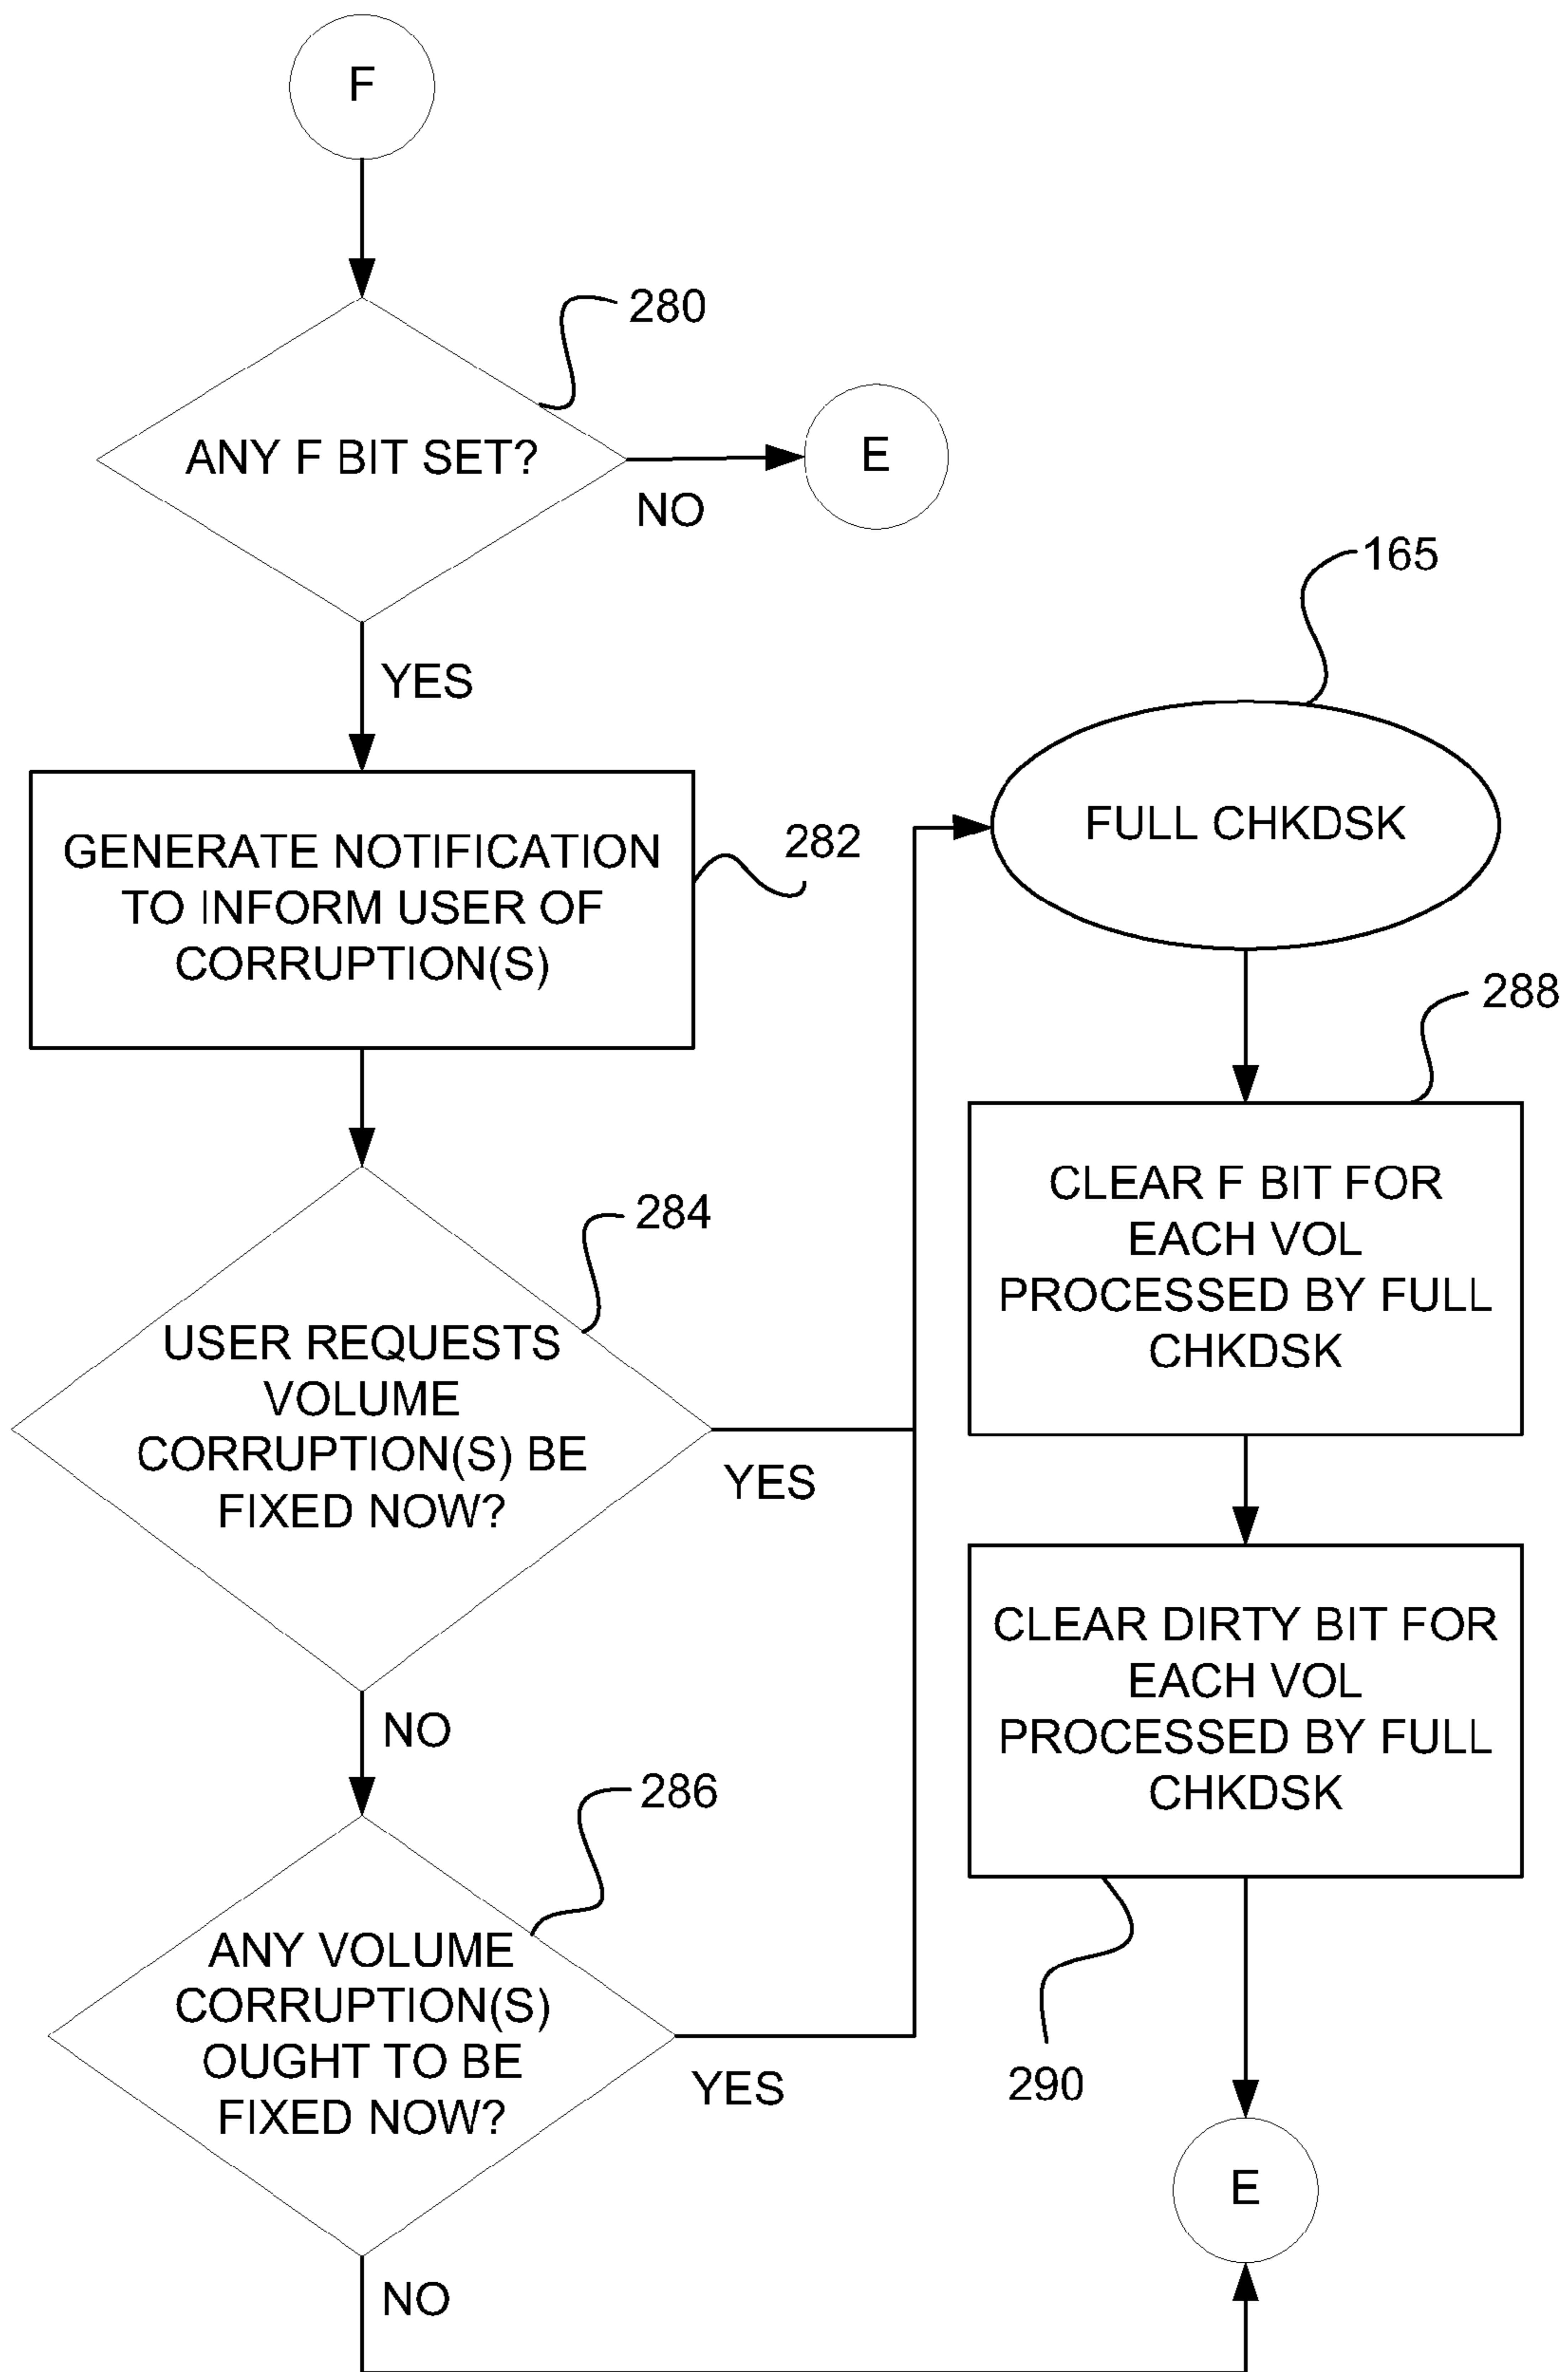 F
280
ANY F BIT SET?
E
NO
165
YES
FULL CHKDSK
GENERATE NOTIFICATION
TO INFORM USER OF
CORRUPTION(S)
282
288
CLEAR F BIT FOR
EACH VOL
PROCESSED BY FULL
CHKDSK
284
USER REQUESTS
VOLUME
CORRUPTION(S) BE
FIXED NOW?
YES
CLEAR DIRTY BIT FOR
EACH VOL
PROCESSED BY FULL
CHKDSK
NO
286
ANY VOLUME
CORRUPTION(S)
OUGHT TO BE
FIXED NOW?
YES
290
E
NO